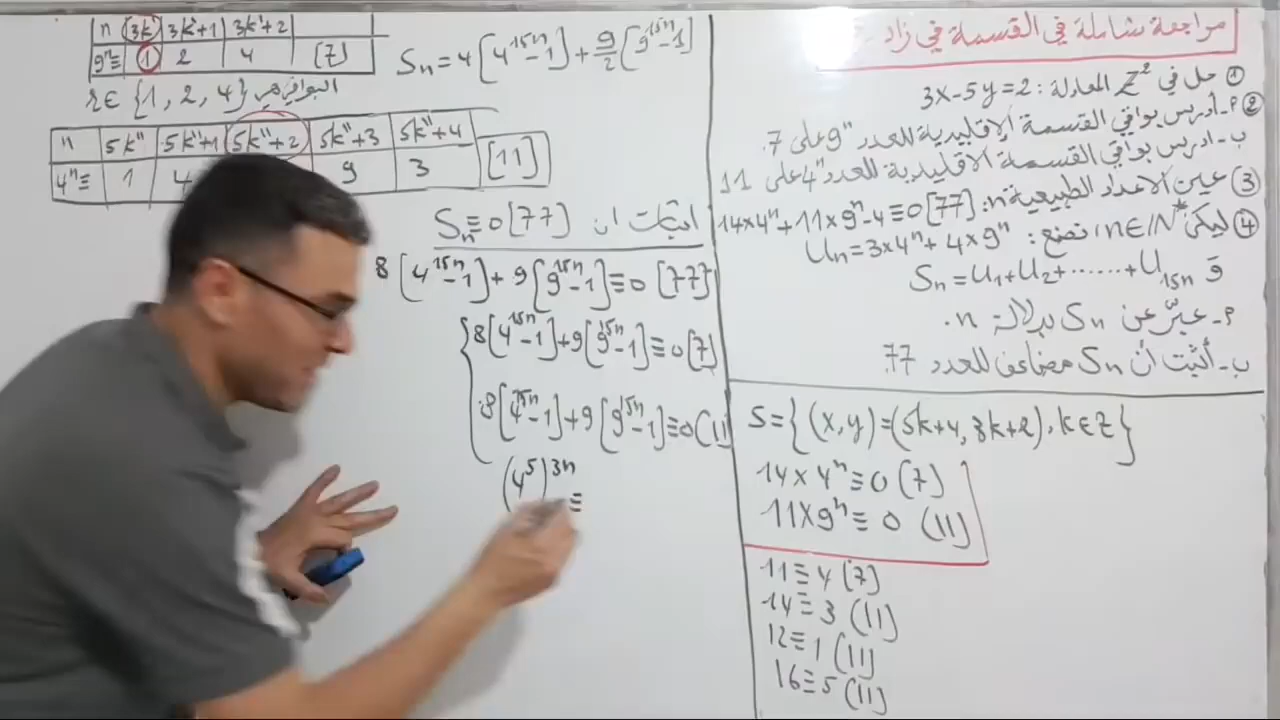 مراجعة شاملة في القسمة في زاد
① حل في Z² المعادلة: 3x-5y=2
② أ- أدرس بواقي القسمة الإقليدية للعدد 9ⁿ على 7.
ب- ادرس بواقي القسمة الاقليدية للعدد 4ⁿ على 11
③ عين الاعداد الطبيعية n: 14×4ⁿ+11×9ⁿ-4≡0[77]
④ ليكن n∈N* نضع: Uₙ=3×4ⁿ+4×9ⁿ
و Sₙ=U₁+U₂+......+U₁₅ₙ
أ- عبّر عن Sₙ بدلالة n.
ب- أثبت أن Sₙ مضاعف للعدد 77
S={(x,y)=(5k+4,3k+2),k∈Z}
14×4ⁿ≡0(7)
11×9ⁿ≡0 (11)
11≡4(7)
14≡3(11)
12≡1(11)
16≡5(11)
n 3k' 3k'+1 3k'+2
9ⁿ≡ 1 2 4 [7]
r∈{1,2,4} البواقي هي
n 5k" 5k"+1 5k"+2 5k"+3 5k"+4
4ⁿ≡ 1 4 9 3 [11]
Sₙ=4[4¹⁵ⁿ-1]+9/2[9¹⁵ⁿ-1]
اثبات ان Sₙ≡0[77]
8[4¹⁵ⁿ-1]+9[9¹⁵ⁿ-1]≡0[77]
8[4¹⁵ⁿ-1]+9[9¹⁵ⁿ-1]≡0[7]
8[4¹⁵ⁿ-1]+9[9¹⁵ⁿ-1]≡0(11)
(4⁵)³ⁿ≡